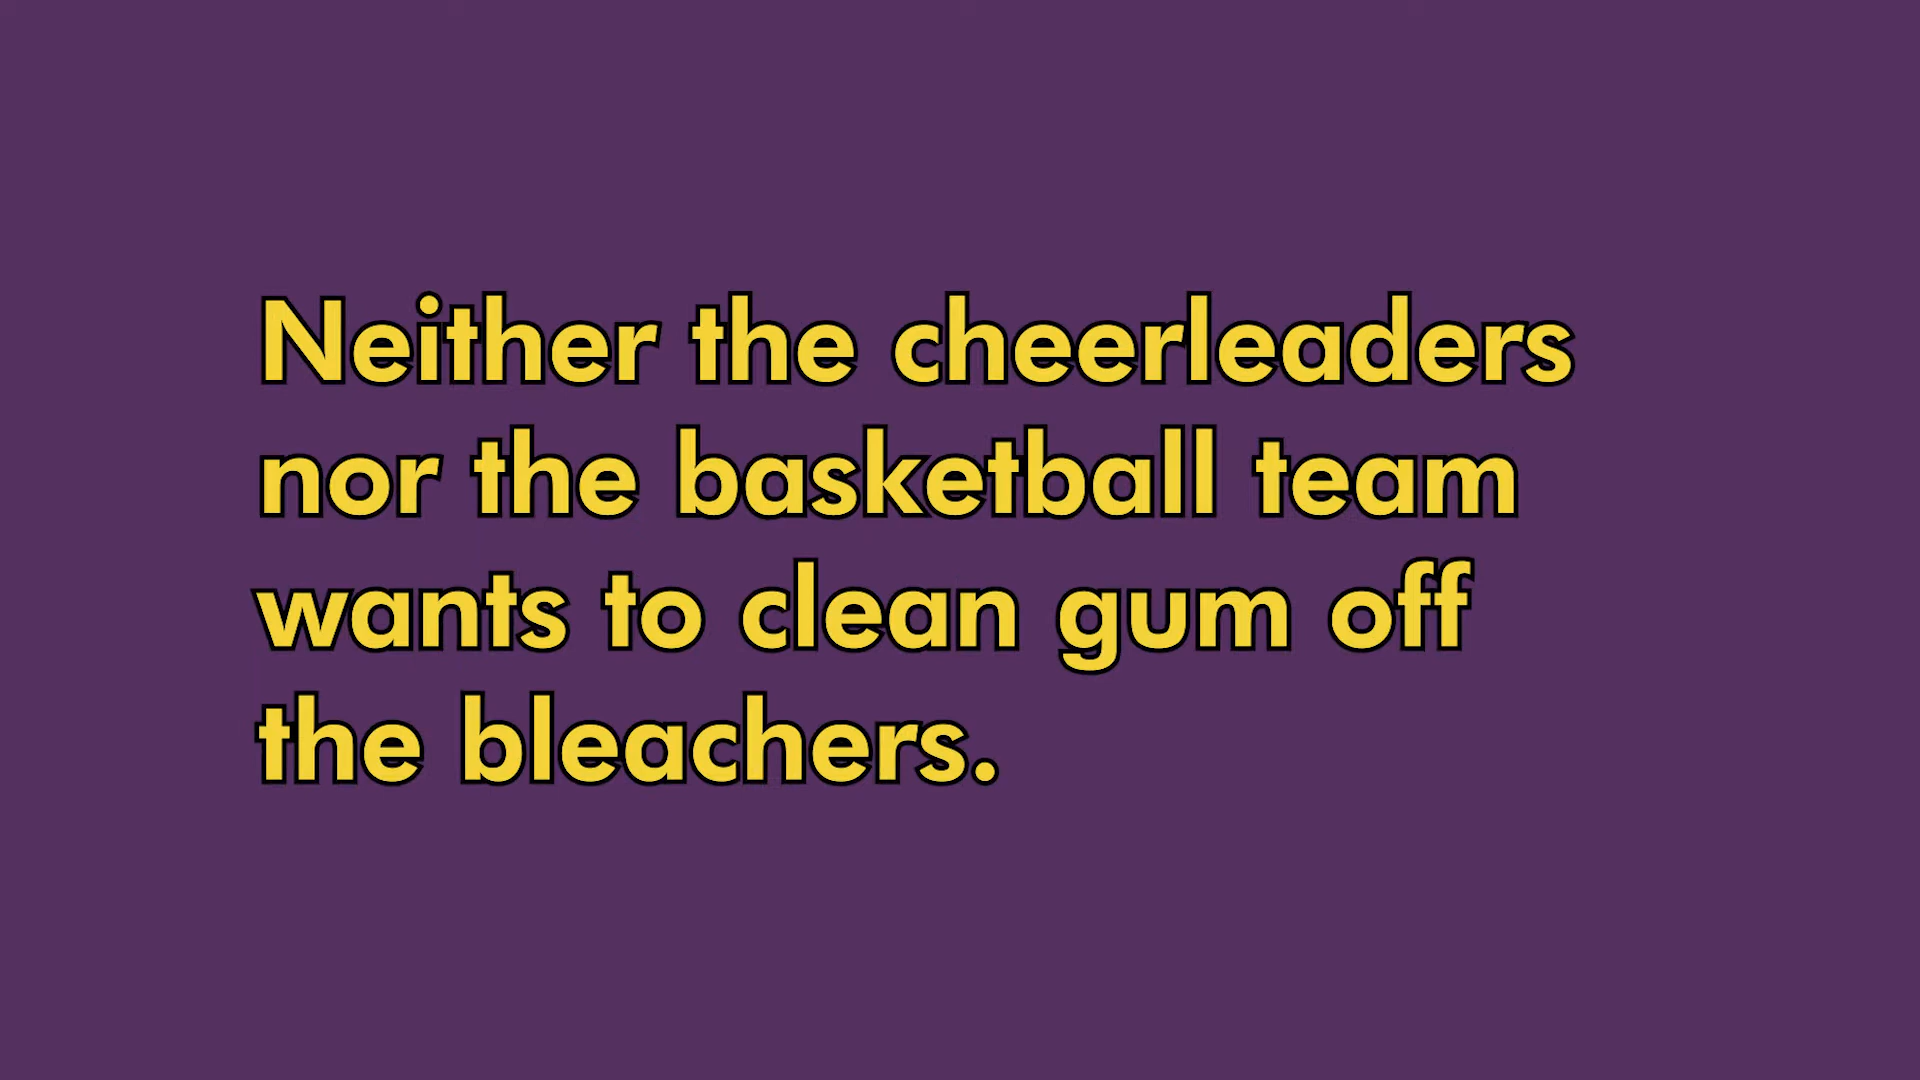 Neither the cheerleaders
nor the basketball team
wants to clean gum off
the bleachers.